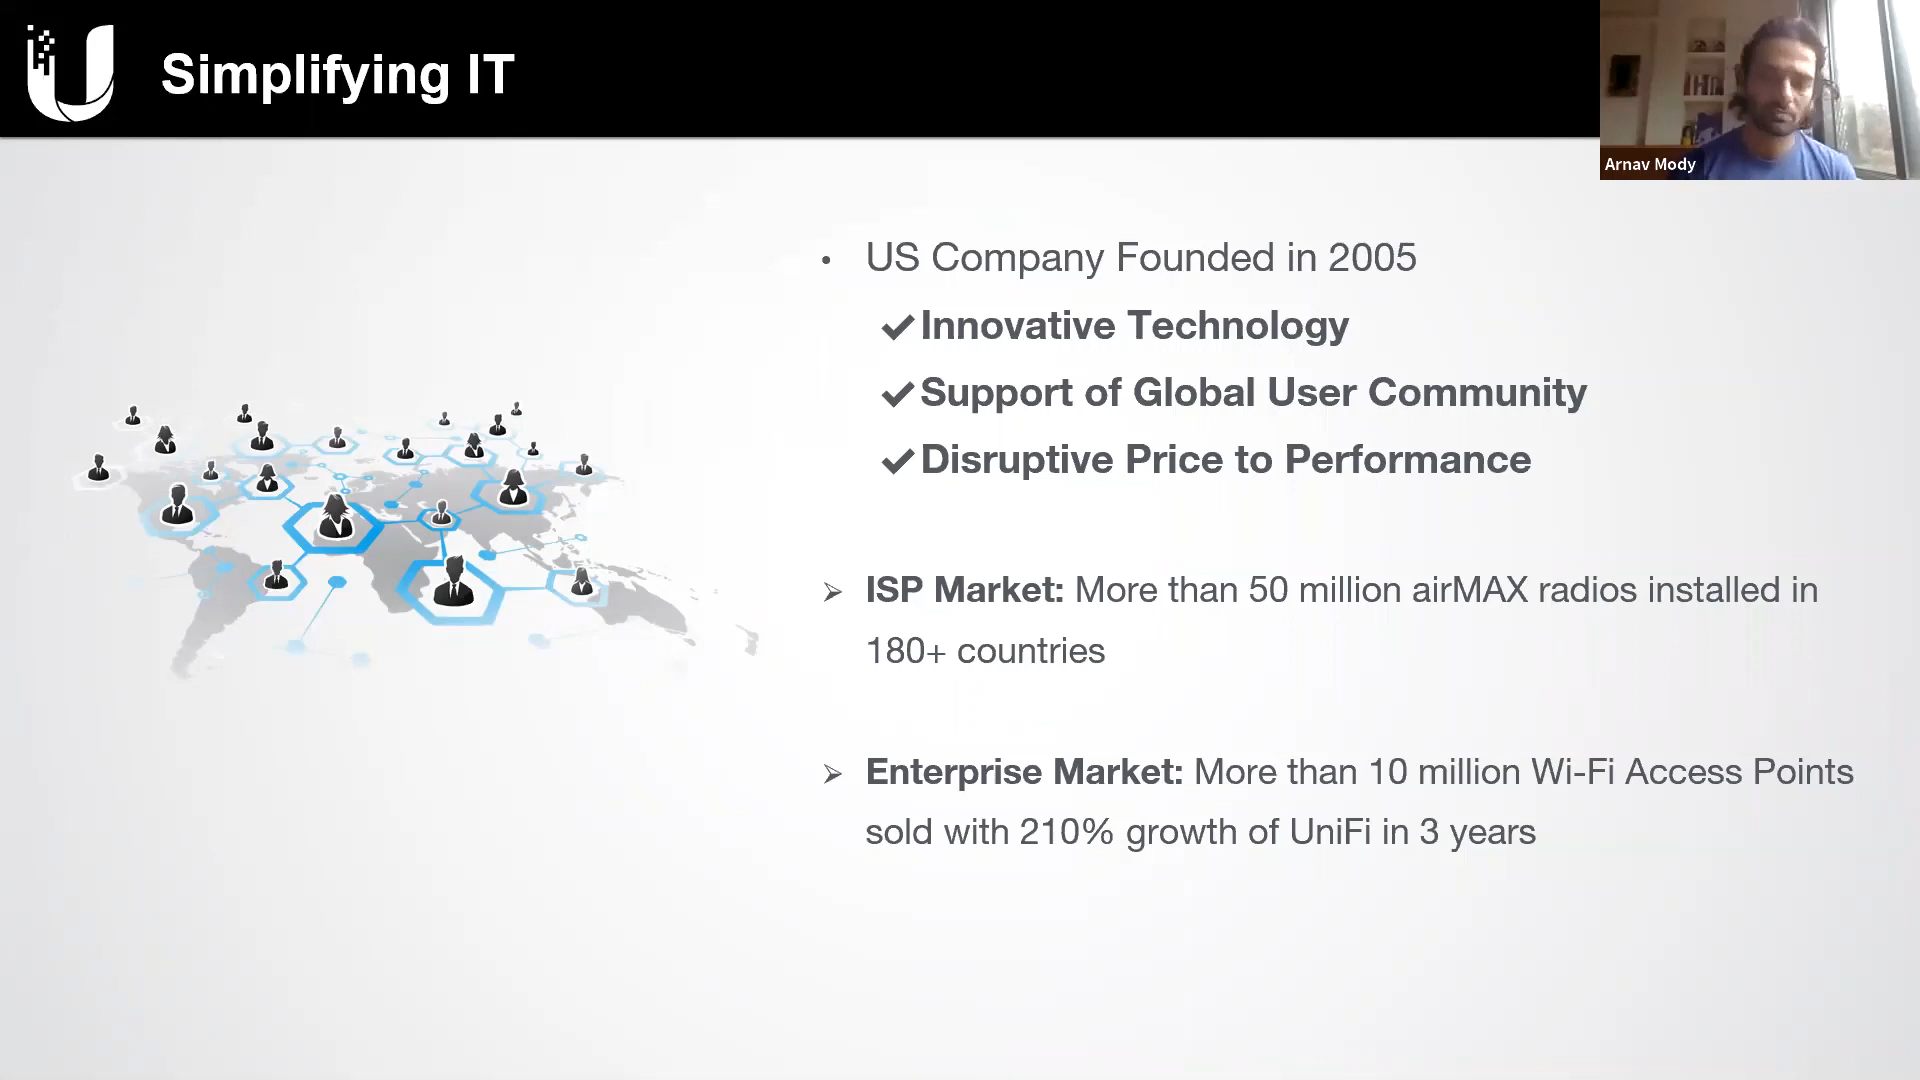 Simplifying IT
Arnav Mody
• US Company Founded in 2005
✔Innovative Technology
✔Support of Global User Community
✔Disruptive Price to Performance
➢ ISP Market: More than 50 million airMAX radios installed in
180+ countries
➢ Enterprise Market: More than 10 million Wi-Fi Access Points
sold with 210% growth of UniFi in 3 years